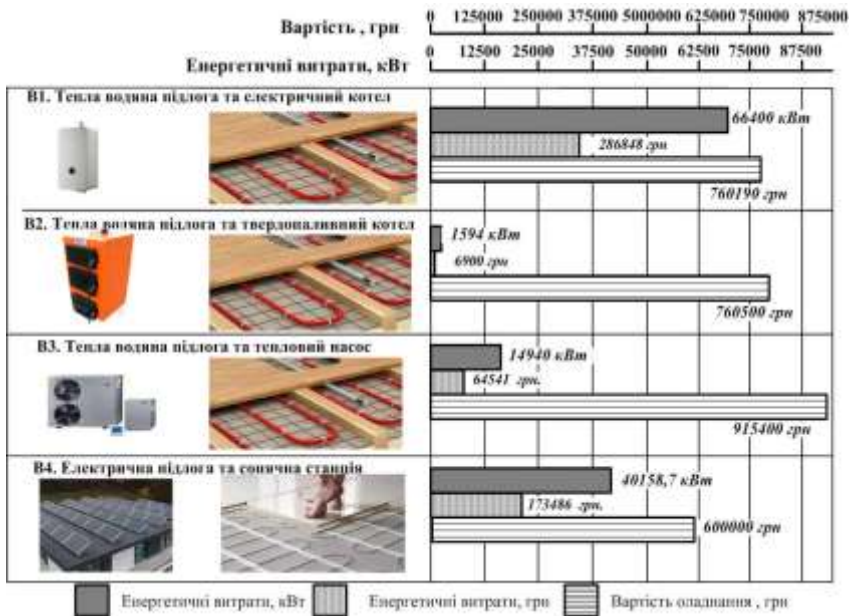 Вартість , грн
0 125000 250000 375000 5000000 625000 750000 875000
Енергетичні витрати, кВт
0 12500 25000 37500 50000 62500 75000 87500
В1. Тепла водяна підлога та електричний котел
66400 кВт
286848 грн
760190 грн
В2. Тепла водяна підлога та твердопаливний котел
1594 кВт
6900 грн
760500 грн
В3. Тепла водяна підлога та тепловий насос
14940 кВт
64541 грн.
915400 грн
В4. Електрична підлога та сонячна станція
40158,7 кВт
173486 грн.
600000 грн
Енергетичні витрати, кВт Енергетичні витрати, грн Вартість оладнання , грн